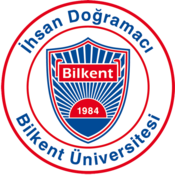 İhsan Doğramacı
Bilkent
1984
Bilkent Üniversitesi